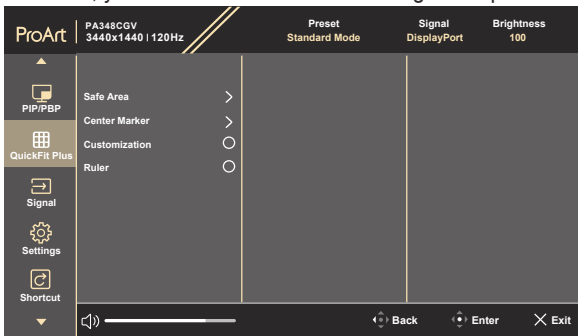 ProArt
PA348CGV
3440x1440 | 120Hz
Preset
Standard Mode
Signal
DisplayPort
Brightness
100
PIP/PBP
QuickFit Plus
Signal
Settings
Shortcut
Safe Area
Center Marker
Customization
Ruler
Back
Enter
Exit